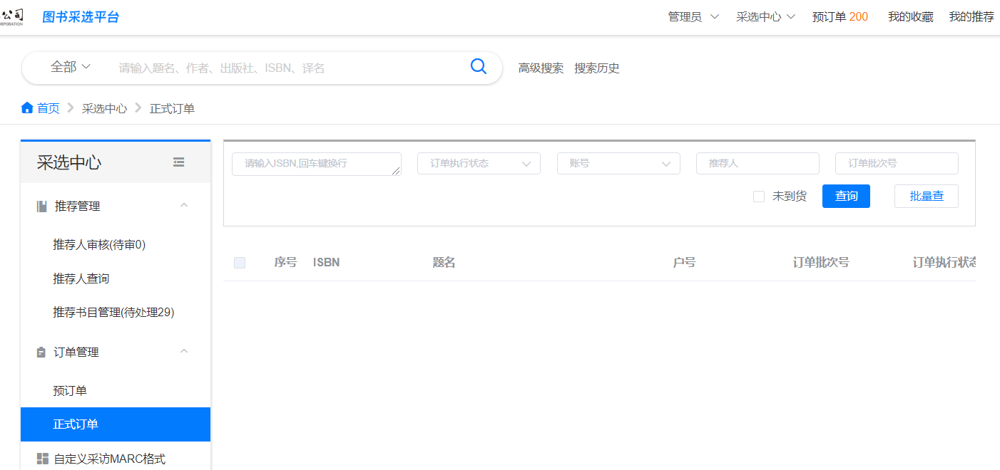 公司 图书采选平台 管理员 采选中心 预订单 200 我的收藏 我的推荐
全部 请输入题名、作者、出版社、ISBN、译名 高级搜索 搜索历史
首页 采选中心 正式订单
采选中心
请输入ISBN,回车键换行 订单执行状态 账号 推荐人 订单批次号
未到货 查询 批量查
推荐管理
推荐人审核(待审0)
推荐人查询
推荐书目管理(待处理29)
订单管理
预订单
正式订单
自定义采访MARC格式
序号 ISBN 题名 户号 订单批次号 订单执行状态